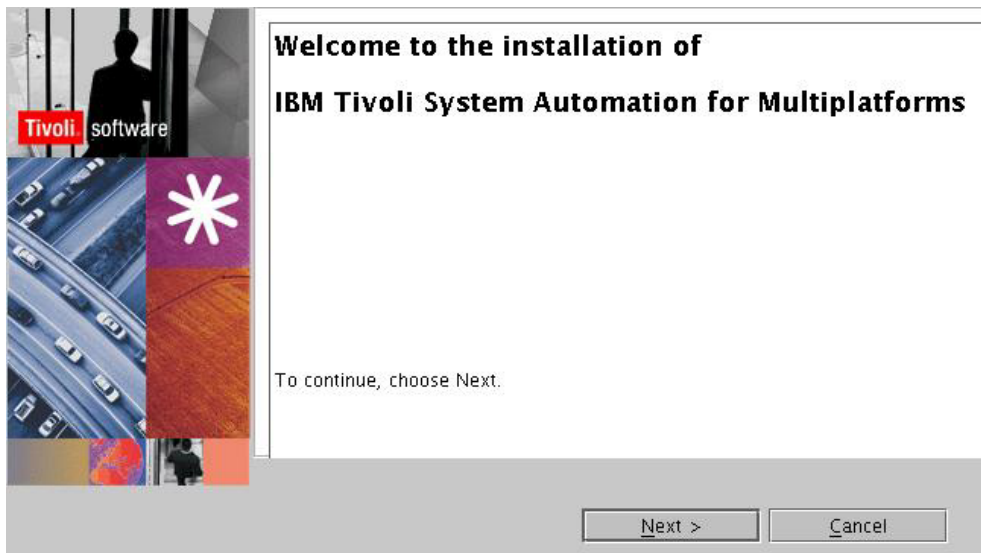 Tivoli. software
Welcome to the installation of
IBM Tivoli System Automation for Multiplatforms
To continue, choose Next.
Next >
Cancel